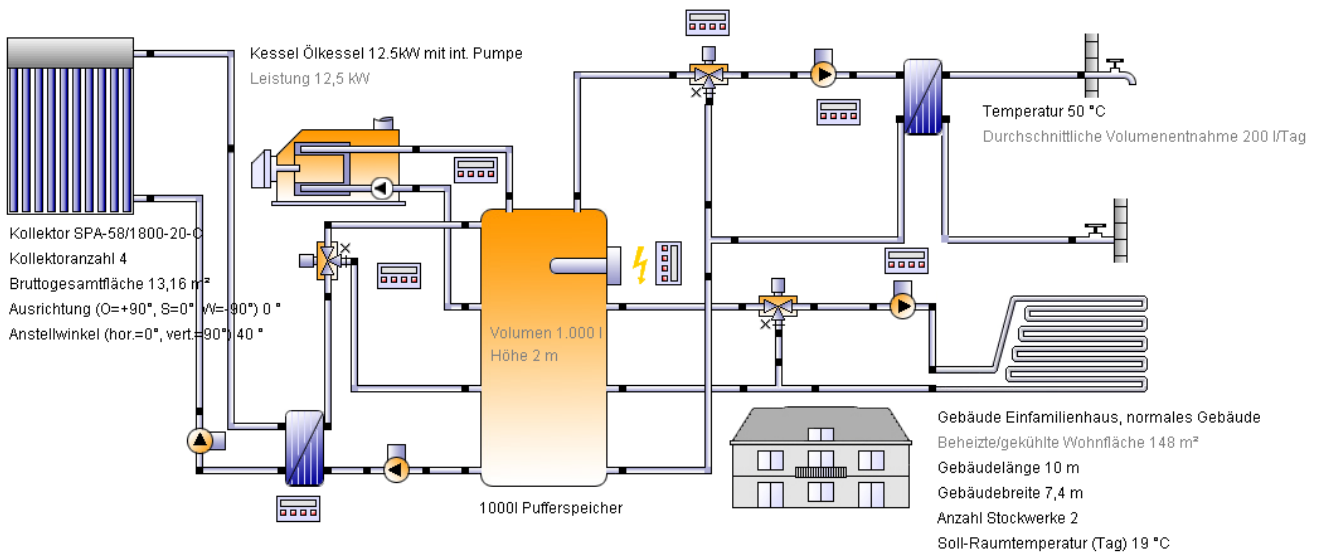 Kessel Ölkessel 12.5kW mit int. Pumpe
Leistung 12,5 kW
Temperatur 50 °C
Durchschnittliche Volumenentnahme 200 l/Tag
Kollektor SPA-58/1800-20-C
Kollektoranzahl 4
Bruttogesamtfläche 13,16 m²
Ausrichtung (O=+90°, S=0°, W=-90°) 0 °
Anstellwinkel (hor.=0°, vert.=90°) 40 °
Volumen 1.000 l
Höhe 2 m
1000l Pufferspeicher
Gebäude Einfamilienhaus, normales Gebäude
Beheizte/gekühlte Wohnfläche 148 m²
Gebäudelänge 10 m
Gebäudebreite 7,4 m
Anzahl Stockwerke 2
Soll-Raumtemperatur (Tag) 19 °C